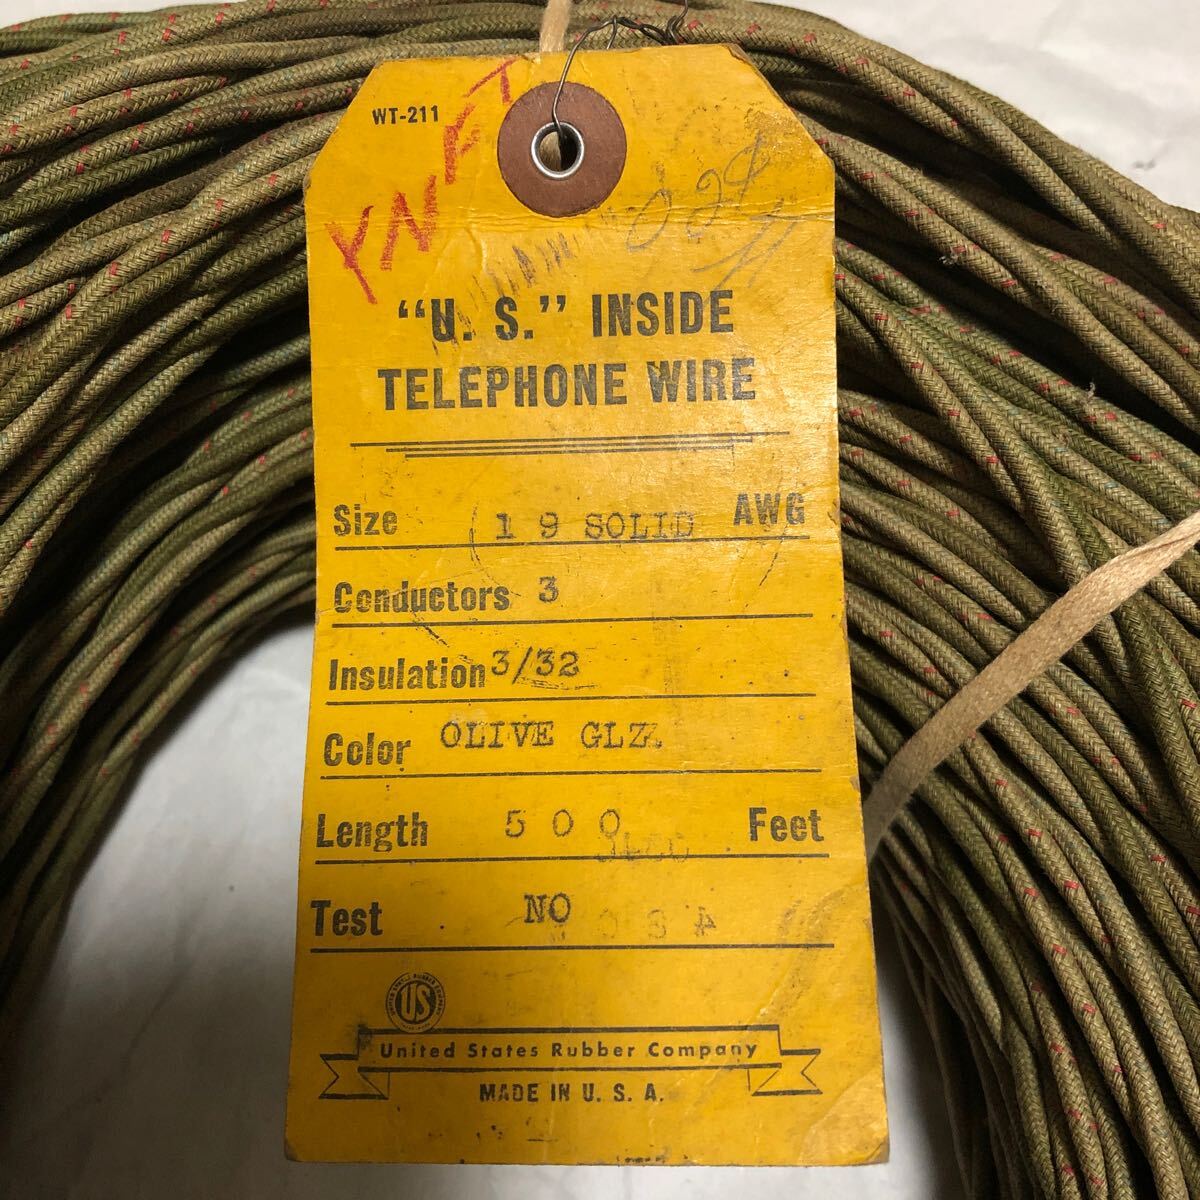 WT-211
YNFT
"U. S." INSIDE
TELEPHONE WIRE
Size 19 SOLID AWG
Conductors 3
Insulation 3/32
Color OLIVE GLZ.
Length 500 Feet
Test NO
US
United States Rubber Company
MADE IN U. S. A.